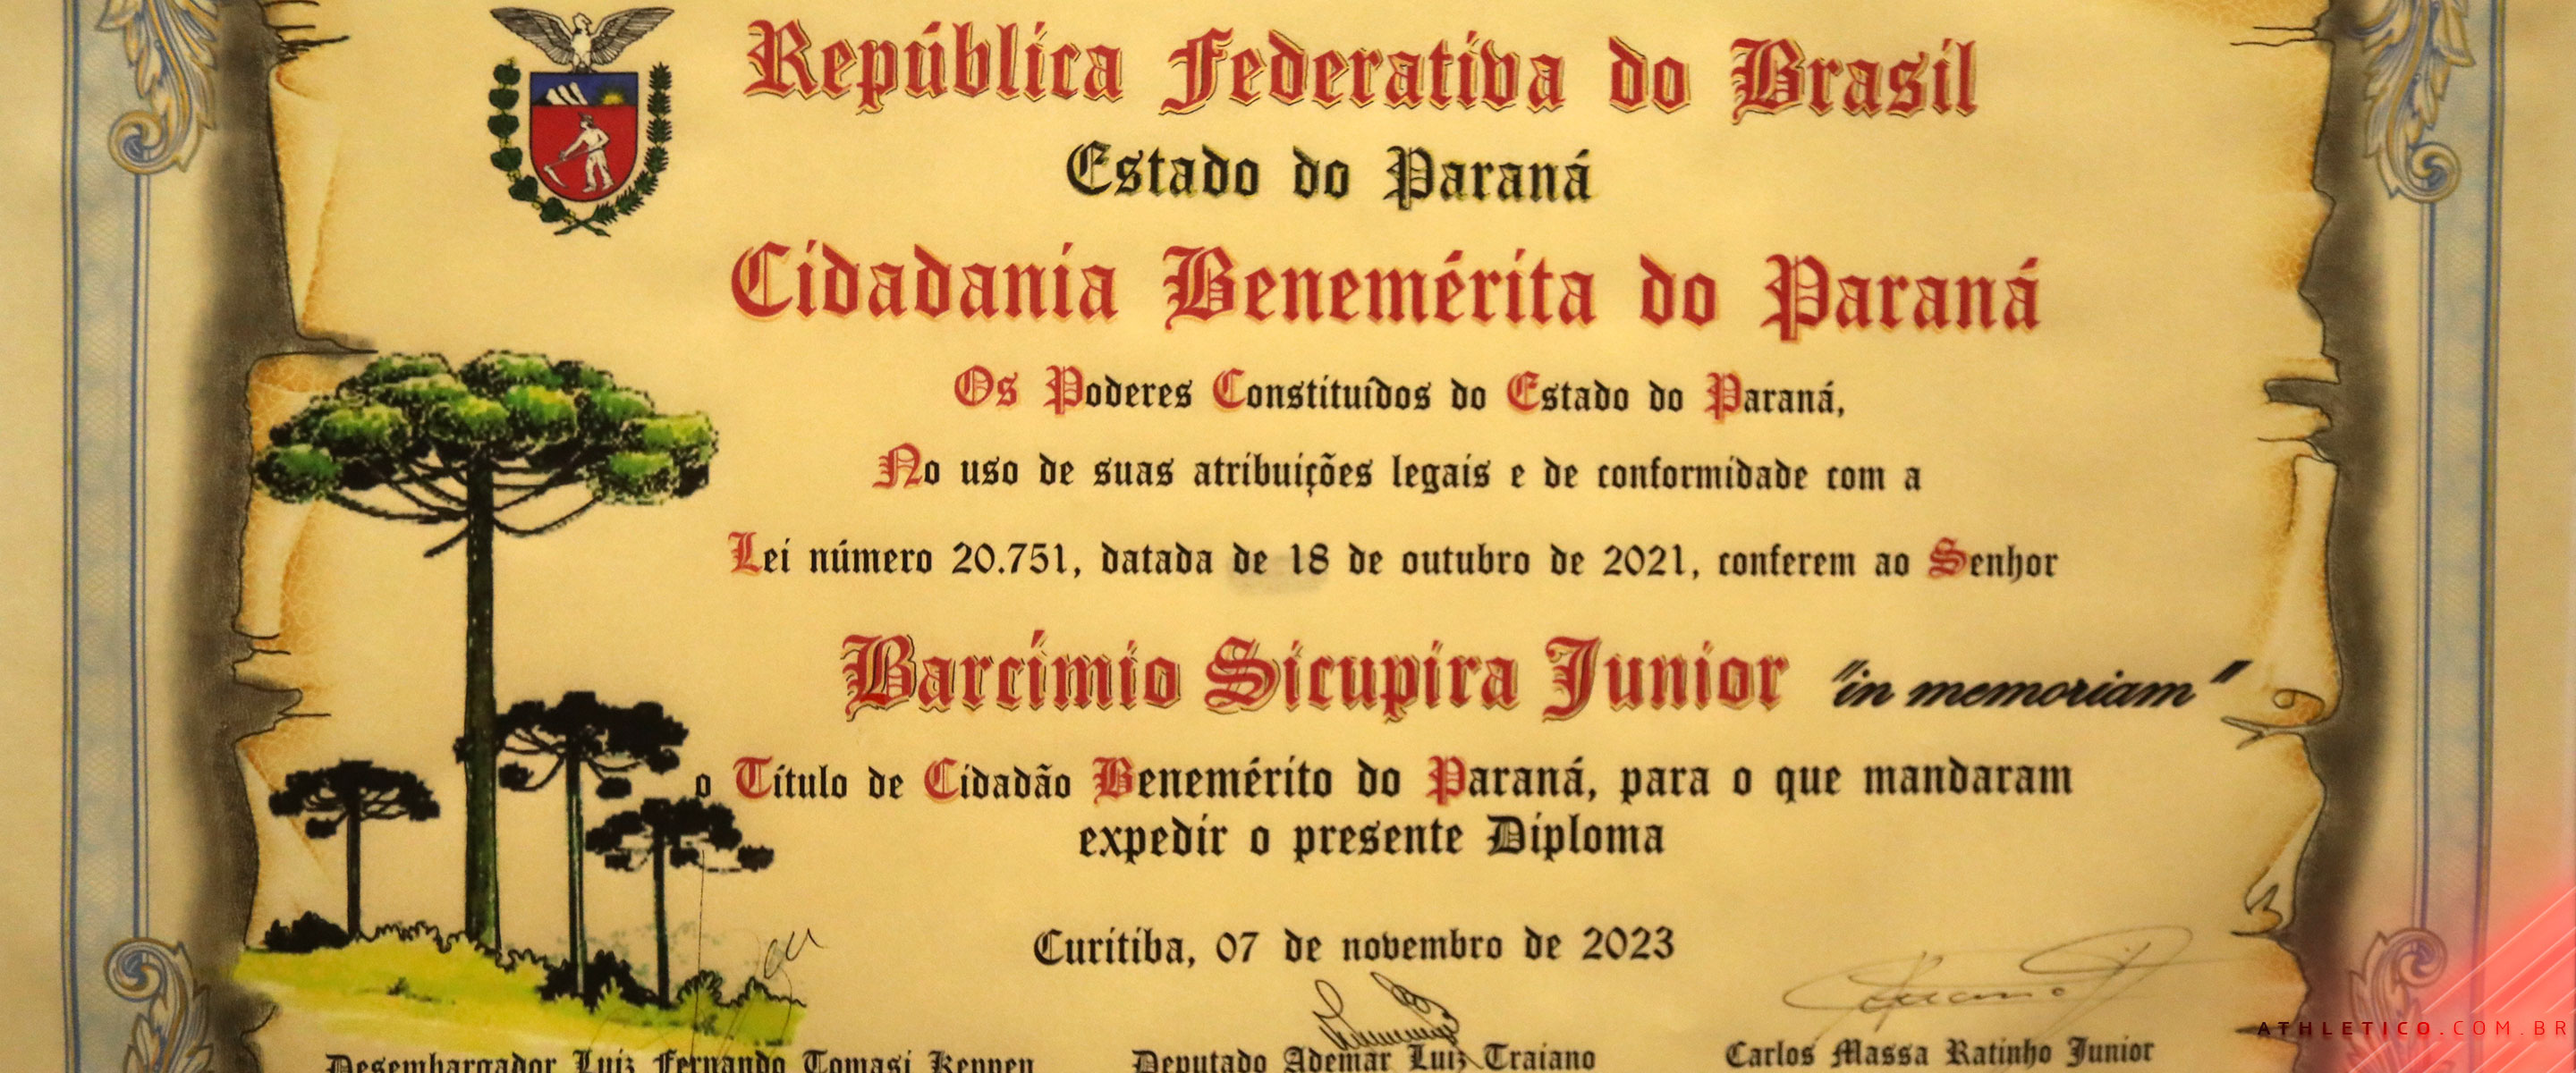 República Federativa do Brasil
Estado do Paraná
Cidadania Benemérita do Paraná
Os Poderes Constituídos do Estado do Paraná,
No uso de suas atribuições legais e de conformidade com a
Lei número 20.751, datada de 18 de outubro de 2021, conferem ao Senhor
Barcímio Sicupira Junior "in memoriam"
o Título de Cidadão Benemérito do Paraná, para o que mandaram
expedir o presente Diploma
Curitiba, 07 de novembro de 2023
Desembargador Luiz Fernando Tomasi Keppen
Deputado Ademar Luiz Traiano
Carlos Massa Ratinho Junior
ATHLETICO.COM.BR